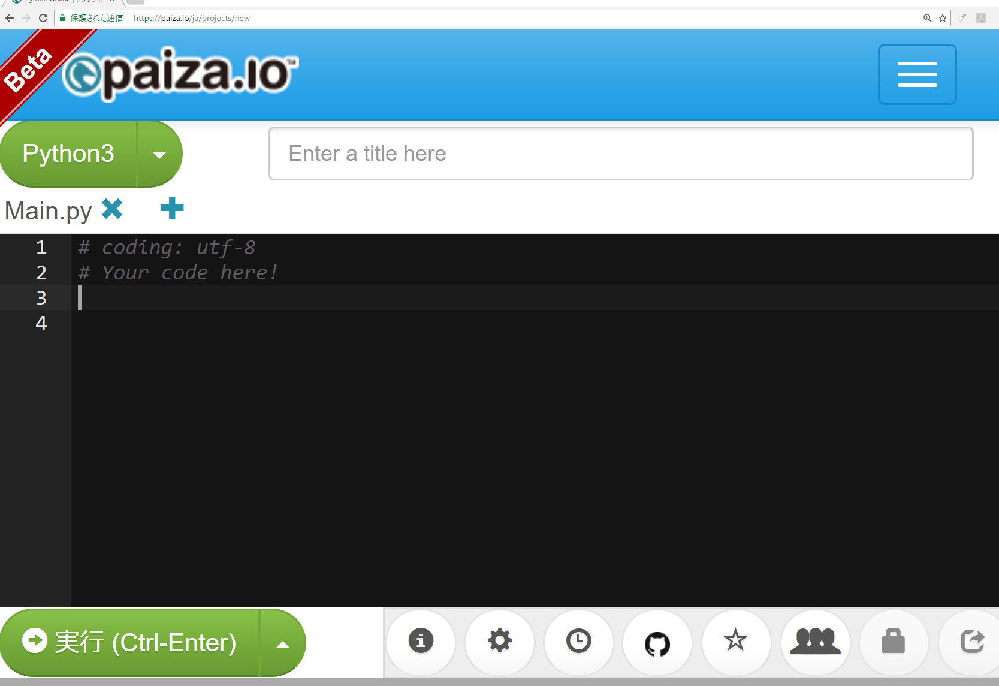 保護された通信 https://paiza.io/ja/projects/new
Beta
paiza.io™
Python3
Enter a title here
Main.py
1 # coding: utf-8
2 # Your code here!
3
4
実行 (Ctrl-Enter)